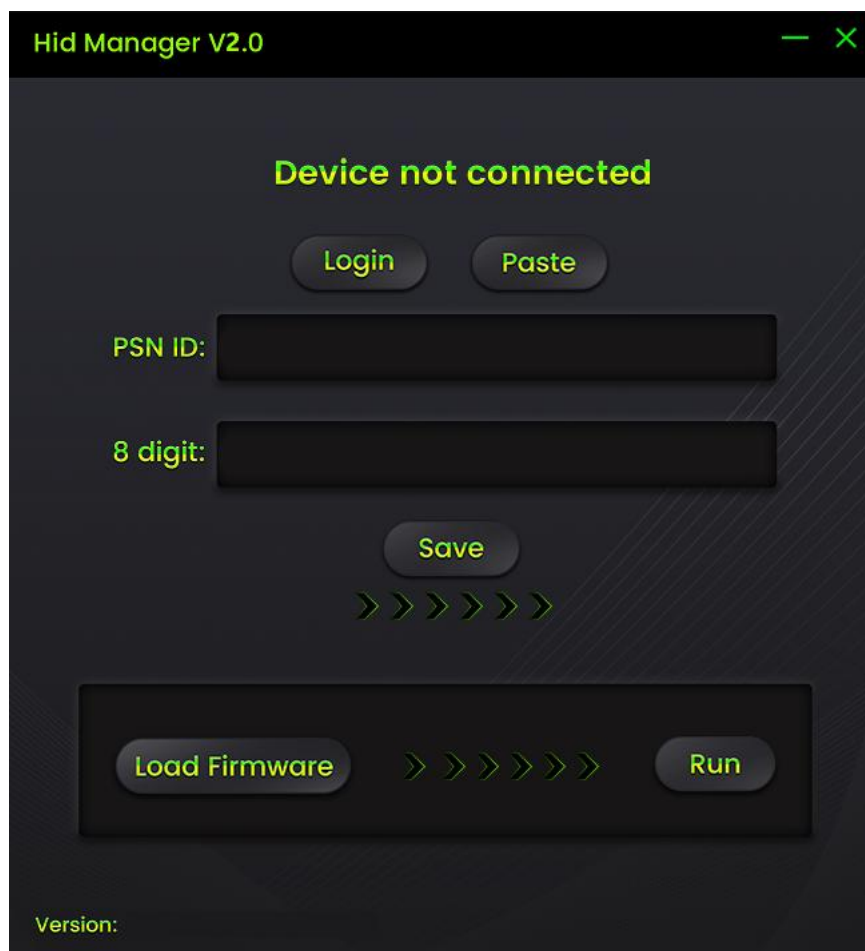 Hid Manager V2.0
Device not connected
Login Paste
PSN ID:
8 digit:
Save
Load Firmware Run
Version: